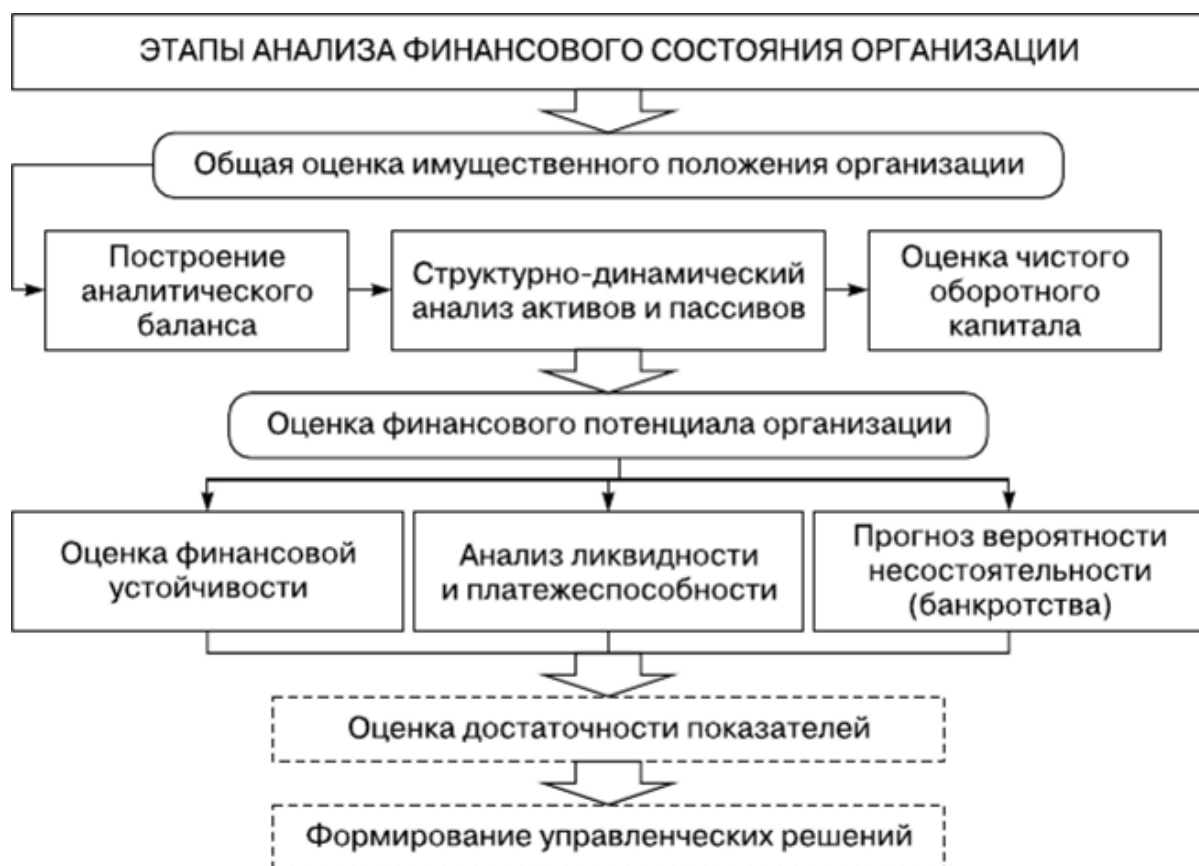 ЭТАПЫ АНАЛИЗА ФИНАНСОВОГО СОСТОЯНИЯ ОРГАНИЗАЦИИ
Общая оценка имущественного положения организации
Построение
аналитического
баланса
Структурно-динамический
анализ активов и пассивов
Оценка чистого
оборотного
капитала
Оценка финансового потенциала организации
Оценка финансовой
устойчивости
Анализ ликвидности
и платежеспособности
Прогноз вероятности
несостоятельности
(банкротства)
Оценка достаточности показателей
Формирование управленческих решений